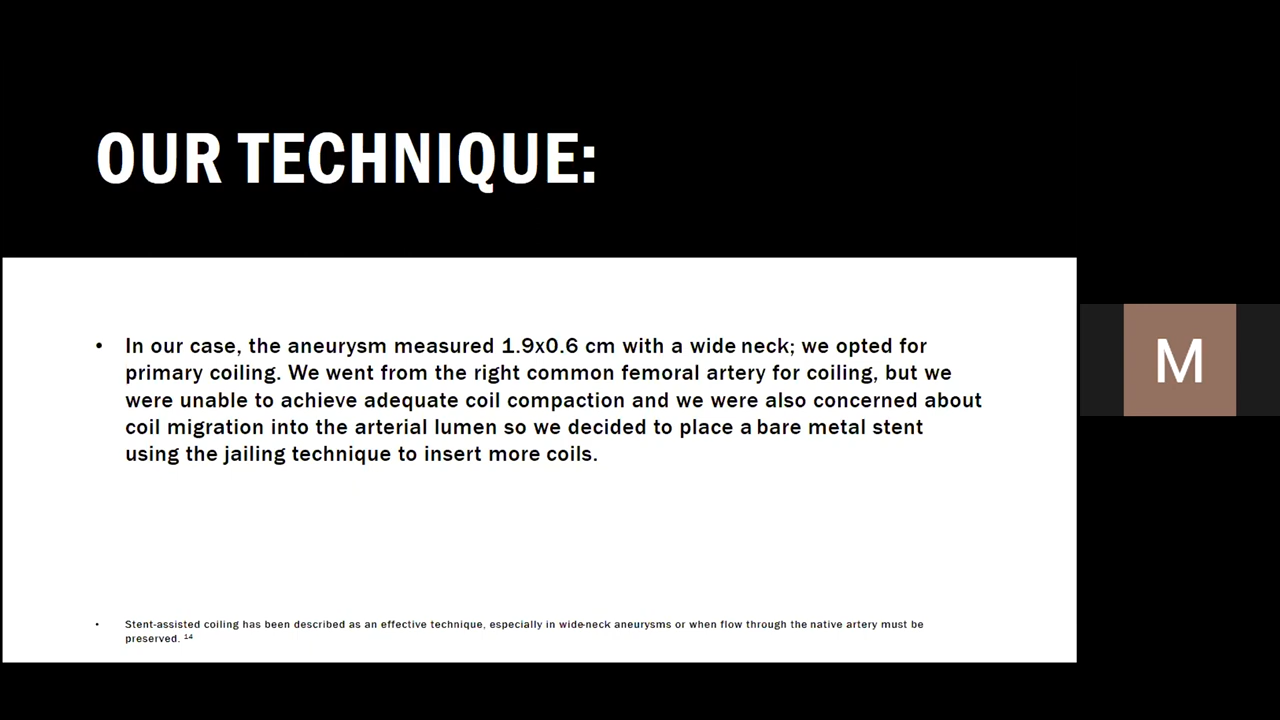 OUR TECHNIQUE:
• In our case, the aneurysm measured 1.9x0.6 cm with a wide neck; we opted for
primary coiling. We went from the right common femoral artery for coiling, but we
were unable to achieve adequate coil compaction and we were also concerned about
coil migration into the arterial lumen so we decided to place a bare metal stent
using the jailing technique to insert more coils.
M
• Stent-assisted coiling has been described as an effective technique, especially in wide-neck aneurysms or when flow through the native artery must be
preserved. 14